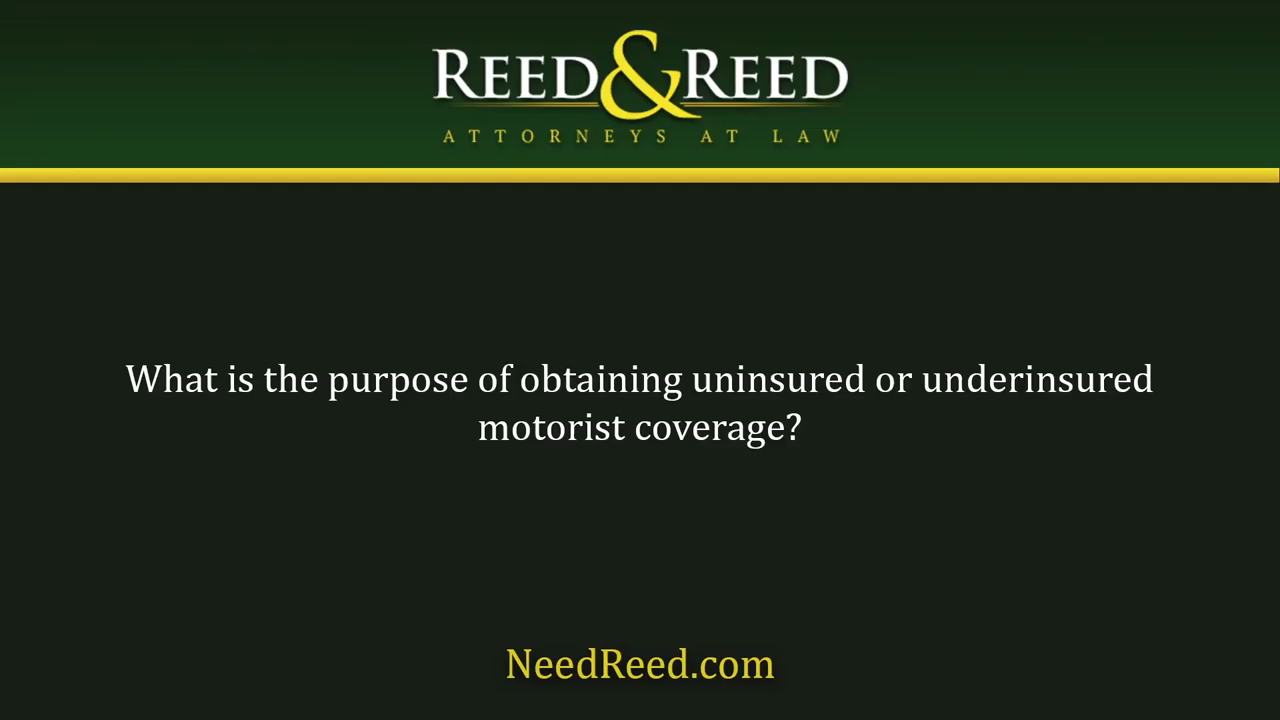 REED&REED
ATTORNEYS AT LAW
What is the purpose of obtaining uninsured or underinsured
motorist coverage?
NeedReed.com